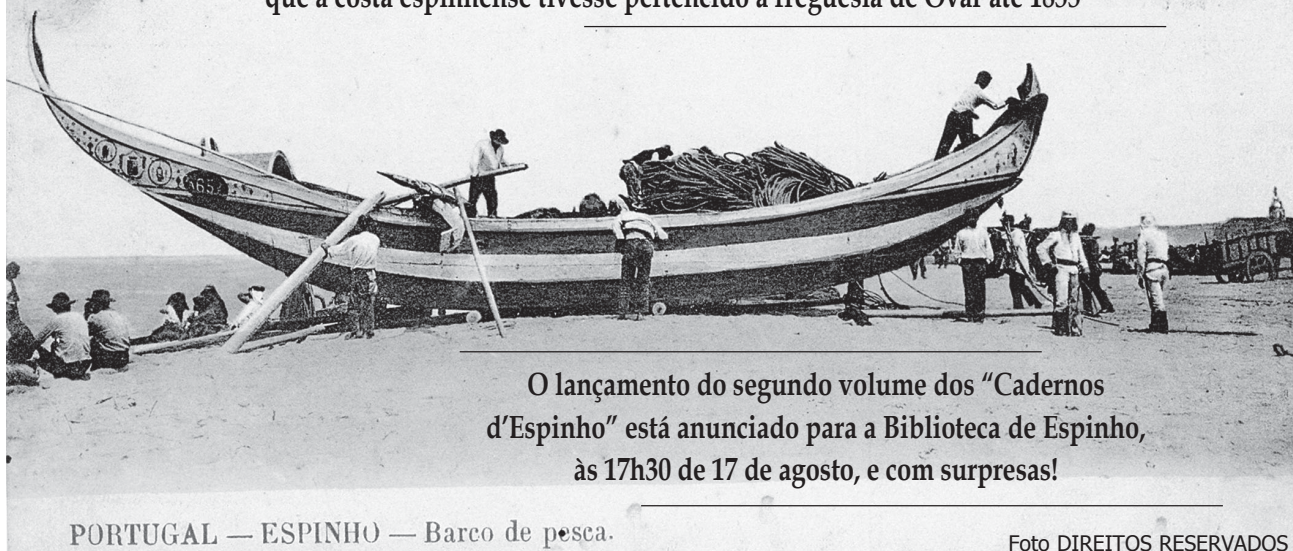 que a costa espinhense tivesse pertencido à freguesia de Ovar até 1855
652
O lançamento do segundo volume dos “Cadernos
d’Espinho” está anunciado para a Biblioteca de Espinho,
às 17h30 de 17 de agosto, e com surpresas!
PORTUGAL — ESPINHO — Barco de pesca.
Foto DIREITOS RESERVADOS